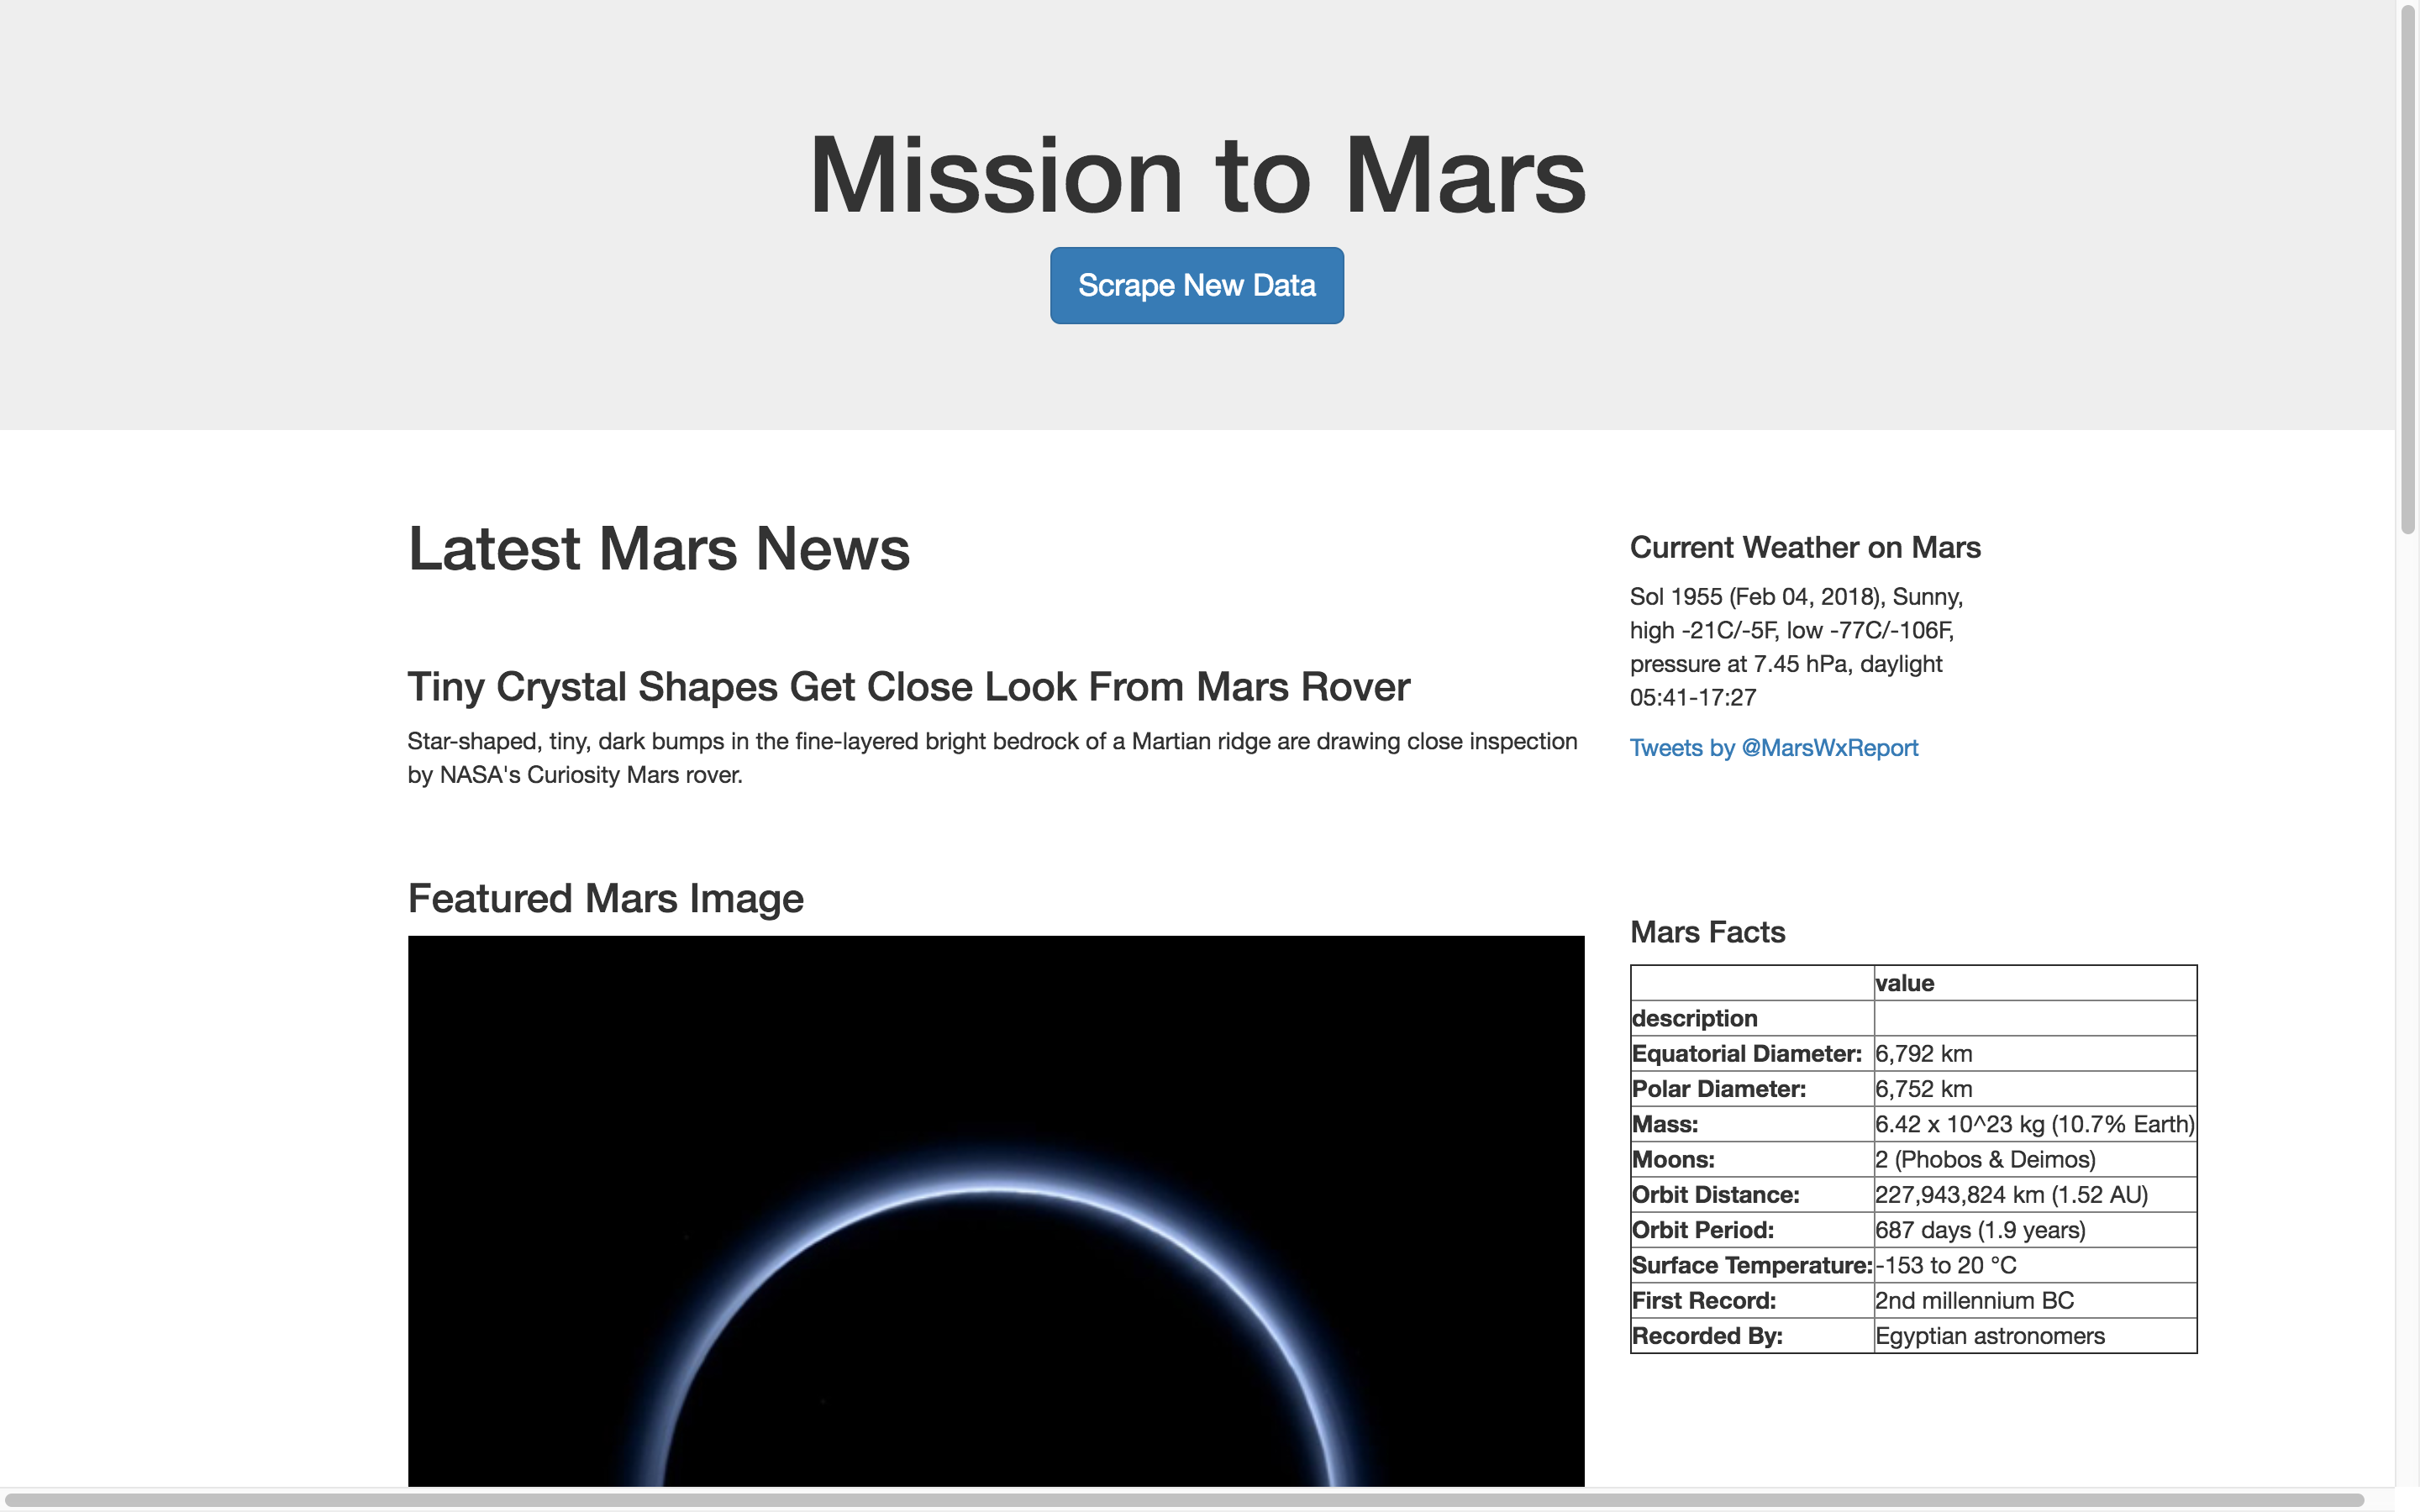 Mission to Mars
Scrape New Data
Latest Mars News
Tiny Crystal Shapes Get Close Look From Mars Rover
Star-shaped, tiny, dark bumps in the fine-layered bright bedrock of a Martian ridge are drawing close inspection
by NASA's Curiosity Mars rover.
Featured Mars Image
Current Weather on Mars
Sol 1955 (Feb 04, 2018), Sunny,
high -21C/-5F, low -77C/-106F,
pressure at 7.45 hPa, daylight
05:41-17:27
Tweets by @MarsWxReport
Mars Facts
value
description
Equatorial Diameter: 6,792 km
Polar Diameter: 6,752 km
Mass: 6.42 x 10^23 kg (10.7% Earth)
Moons: 2 (Phobos & Deimos)
Orbit Distance: 227,943,824 km (1.52 AU)
Orbit Period: 687 days (1.9 years)
Surface Temperature: -153 to 20 °C
First Record: 2nd millennium BC
Recorded By: Egyptian astronomers